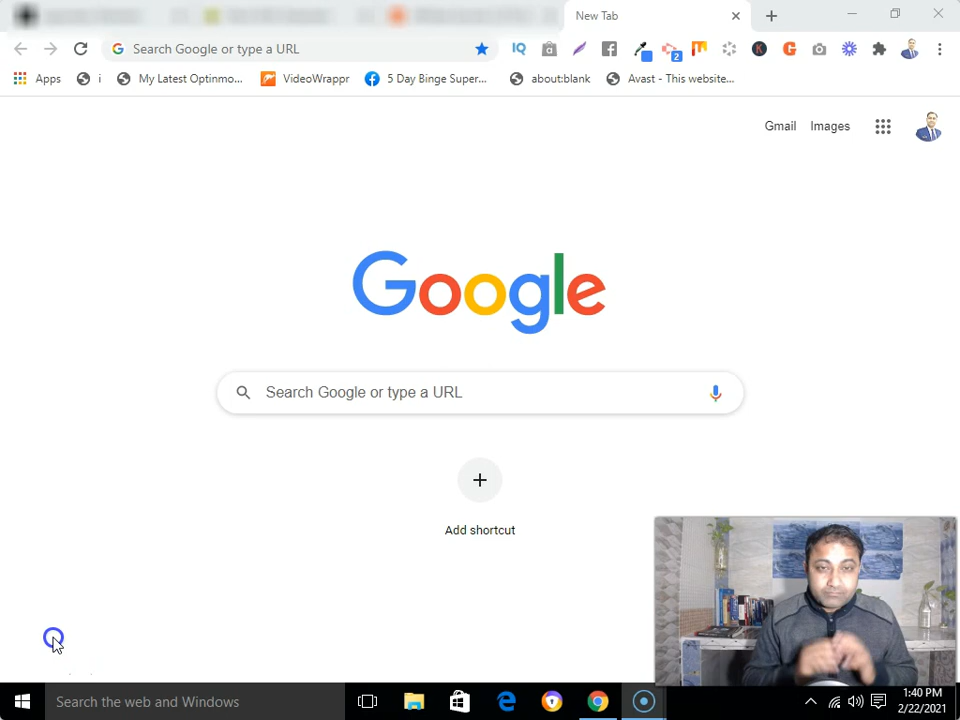 New Tab
Search Google or type a URL
IQ
a
2
K
G
Apps
i
My Latest Optinmo...
VideoWrappr
5 Day Binge Super...
about:blank
Avast - This website...
Gmail
Images
Google
Search Google or type a URL
Add shortcut
Search the web and Windows
1:40 PM
2/22/2021